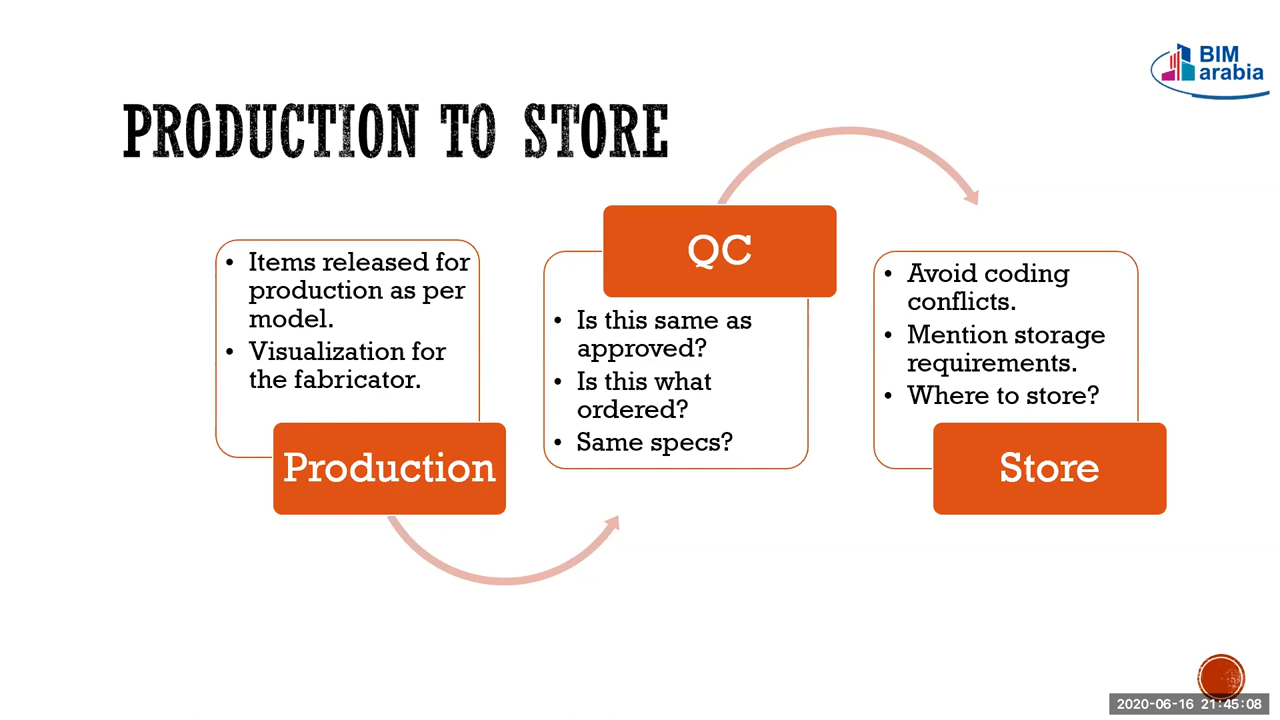 BIM
arabia
PRODUCTION TO STORE
• Items released for
production as per
model.
• Visualization for
the fabricator.
Production
QC
• Is this same as
approved?
• Is this what
ordered?
• Same specs?
• Avoid coding
conflicts.
• Mention storage
requirements.
• Where to store?
Store
2020-06-16 21:45:08